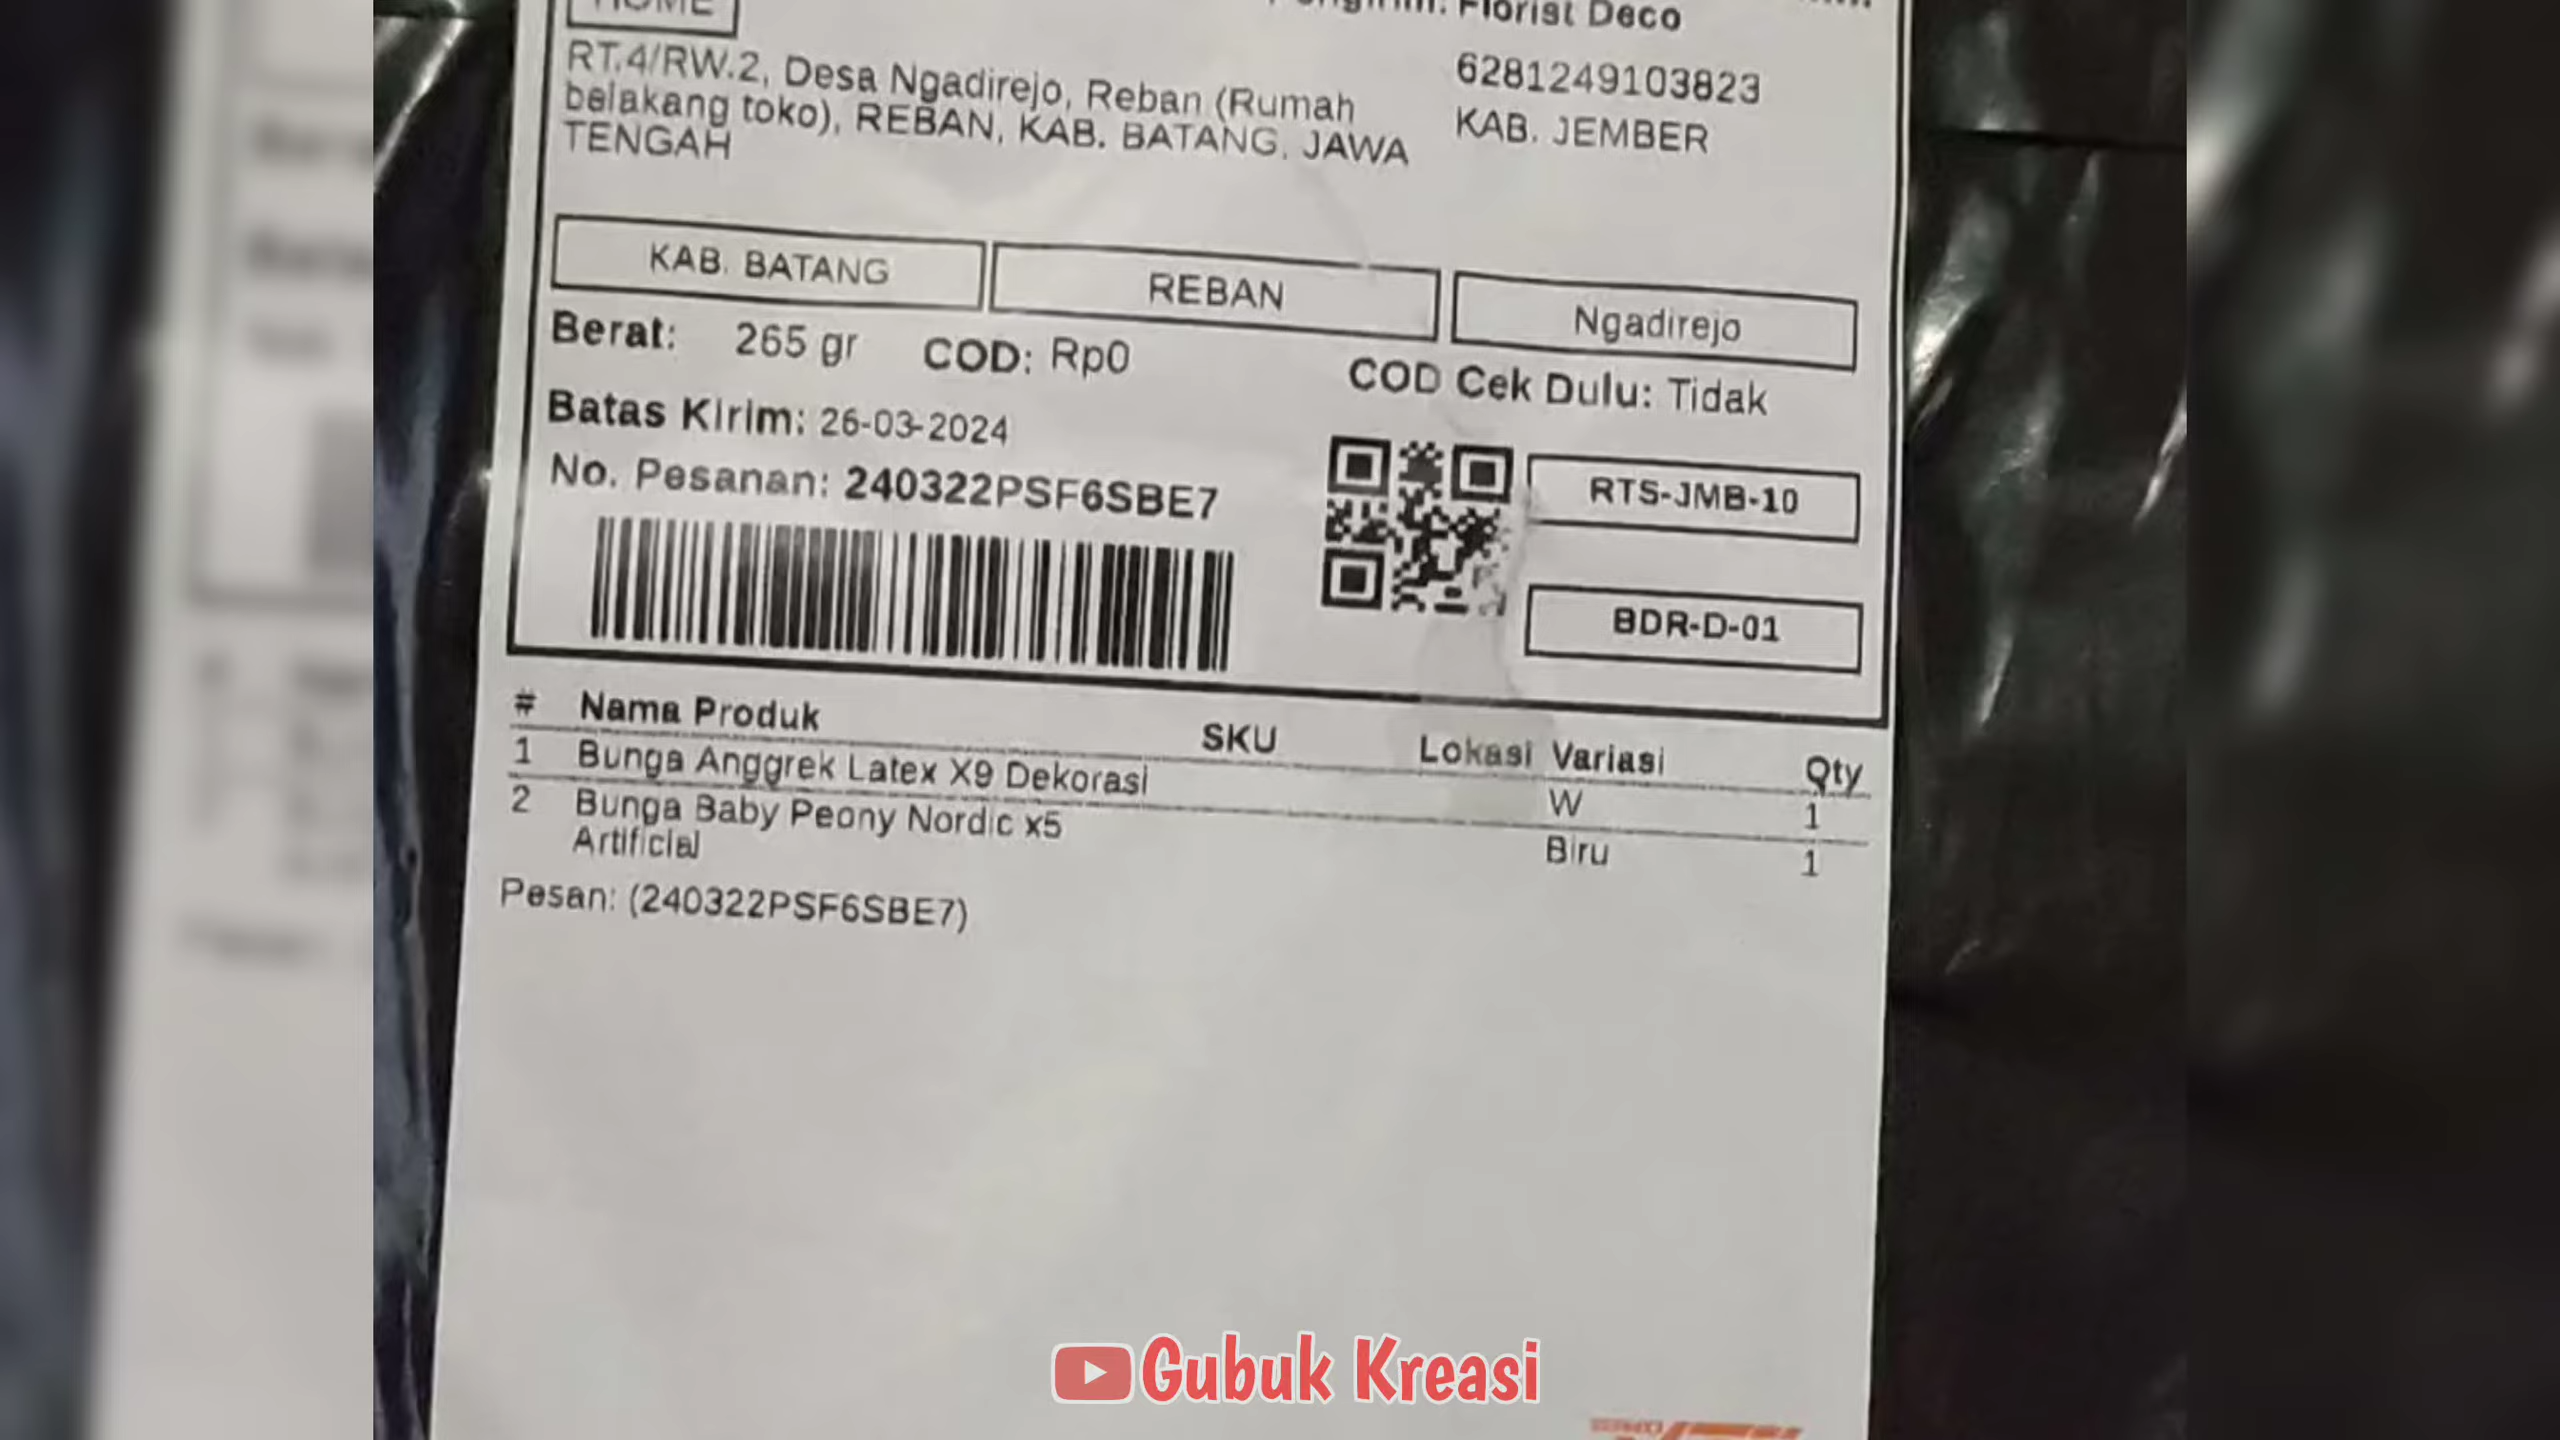 HOME
Pengirim: Florist Deco
RT.4/RW.2, Desa Ngadirejo, Reban (Rumah
belakang toko), REBAN, KAB. BATANG, JAWA
TENGAH
6281249103823
KAB. JEMBER
KAB. BATANG
REBAN
Ngadirejo
Berat: 265 gr COD: Rp0
COD Cek Dulu: Tidak
Batas Kirim: 26-03-2024
No. Pesanan: 240322PSF6SBE7
RTS-JMB-10
BDR-D-01
# Nama Produk SKU Lokasi Variasi Qty
1 Bunga Anggrek Latex X9 Dekorasi W 1
2 Bunga Baby Peony Nordic x5 Biru 1
Artificial
Pesan: (240322PSF6SBE7)
Gubuk Kreasi